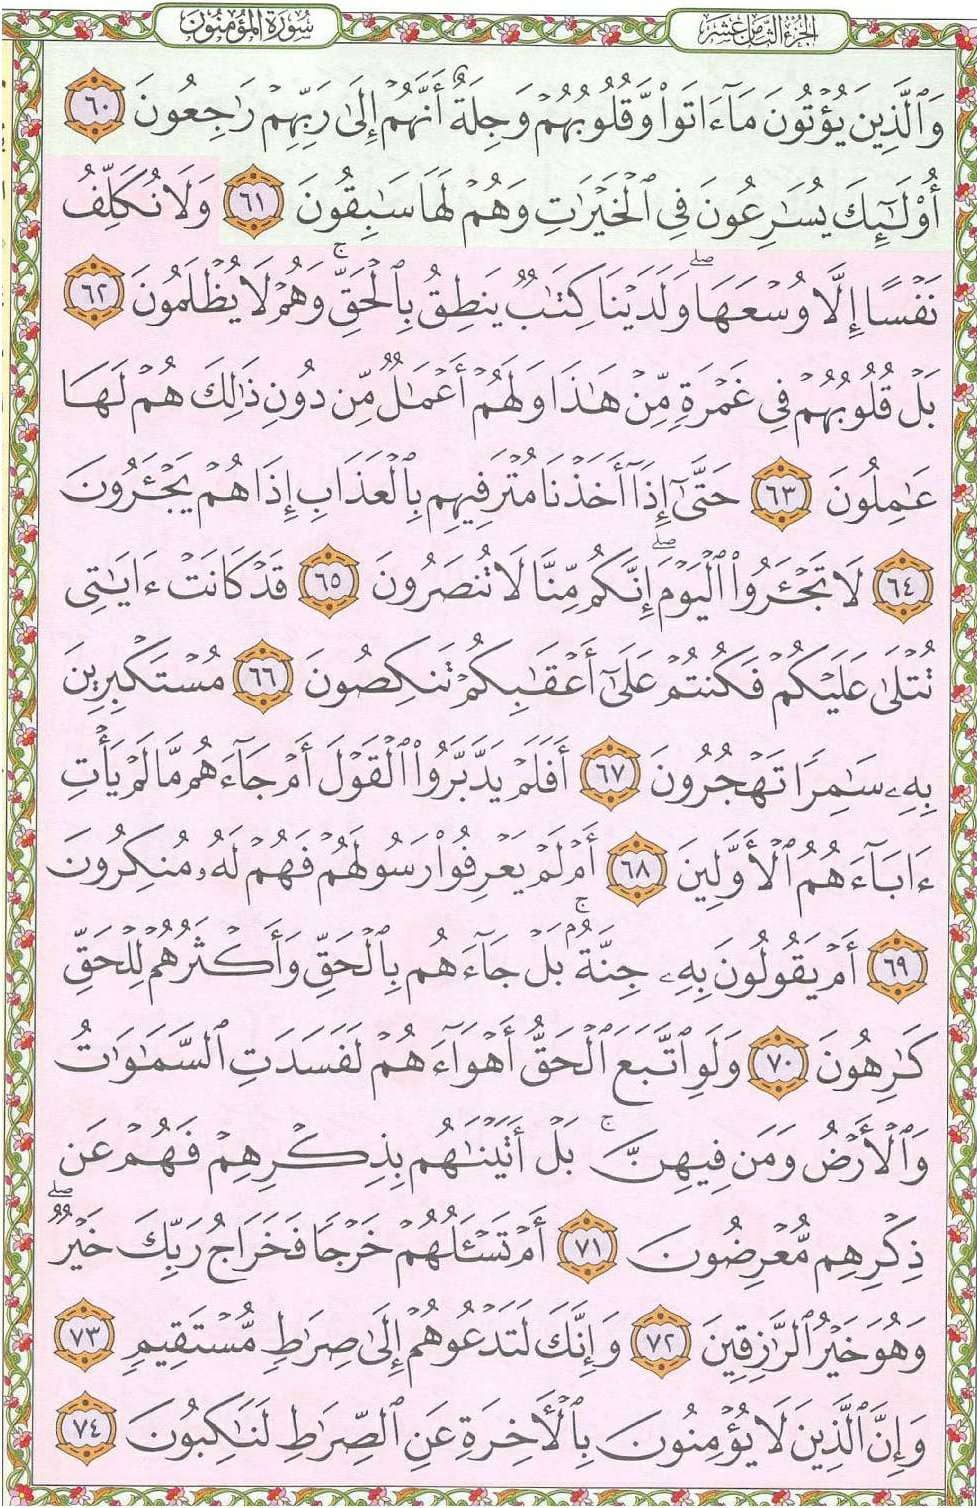 الجزء الثامن عشر
سورة المؤمنون
وَٱلَّذِينَ يُؤۡتُونَ مَآ ءَاتَواْ وَّقُلُوبُهُمۡ وَجِلَةٌ أَنَّهُمۡ إِلَىٰ رَبِّهِمۡ رَٰجِعُونَ ٦٠
أُوْلَٰٓئِكَ يُسَٰرِعُونَ فِي ٱلۡخَيۡرَٰتِ وَهُمۡ لَهَا سَٰبِقُونَ ٦١ وَلَا نُكَلِّفُ
نَفۡسًا إِلَّا وُسۡعَهَاۖ وَلَدَيۡنَا كِتَٰبٞ يَنطِقُ بِٱلۡحَقِّۚ وَهُمۡ لَا يُظۡلَمُونَ ٦٢
بَلۡ قُلُوبُهُمۡ فِي غَمۡرَةٖ مِّنۡ هَٰذَا وَلَهُمۡ أَعۡمَٰلٞ مِّن دُونِ ذَٰلِكَ هُمۡ لَهَا
عَٰمِلُونَ ٦٣ حَتَّىٰٓ إِذَآ أَخَذۡنَا مُتۡرَفِيهِم بِٱلۡعَذَابِ إِذَا هُمۡ يَجۡـَٔرُونَ
٦٤ لَا تَجۡـَٔرُواْ ٱلۡيَوۡمَۖ إِنَّكُم مِّنَّا لَا تُنصَرُونَ ٦٥ قَدۡ كَانَتۡ ءَايَٰتِي
تُتۡلَىٰ عَلَيۡكُمۡ فَكُنتُمۡ عَلَىٰٓ أَعۡقَٰبِكُمۡ تَنكِصُونَ ٦٦ مُسۡتَكۡبِرِينَ
بِهِۦ سَٰمِرٗا تَهۡجُرُونَ ٦٧ أَفَلَمۡ يَدَّبَّرُواْ ٱلۡقَوۡلَ أَمۡ جَآءَهُم مَّا لَمۡ يَأۡتِ
ءَابَآءَهُمُ ٱلۡأَوَّلِينَ ٦٨ أَمۡ لَمۡ يَعۡرِفُواْ رَسُولَهُمۡ فَهُمۡ لَهُۥ مُنكِرُونَ
٦٩ أَمۡ يَقُولُونَ بِهِۦ جِنَّةُۢۚ بَلۡ جَآءَهُم بِٱلۡحَقِّ وَأَكۡثَرُهُمۡ لِلۡحَقِّ
كَٰرِهُونَ ٧٠ وَلَوِ ٱتَّبَعَ ٱلۡحَقُّ أَهۡوَآءَهُمۡ لَفَسَدَتِ ٱلسَّمَٰوَٰتُ
وَٱلۡأَرۡضُ وَمَن فِيهِنَّۚ بَلۡ أَتَيۡنَٰهُم بِذِكۡرِهِمۡ فَهُمۡ عَن
ذِكۡرِهِم مُّعۡرِضُونَ ٧١ أَمۡ تَسۡـَٔلُهُمۡ خَرۡجٗا فَخَرَاجُ رَبِّكَ خَيۡرٞۖ
وَهُوَ خَيۡرُ ٱلرَّٰزِقِينَ ٧٢ وَإِنَّكَ لَتَدۡعُوهُمۡ إِلَىٰ صِرَٰطٖ مُّسۡتَقِيمٖ ٧٣
وَإِنَّ ٱلَّذِينَ لَا يُؤۡمِنُونَ بِٱلۡأٓخِرَةِ عَنِ ٱلصِّرَٰطِ لَنَٰكِبُونَ ٧٤